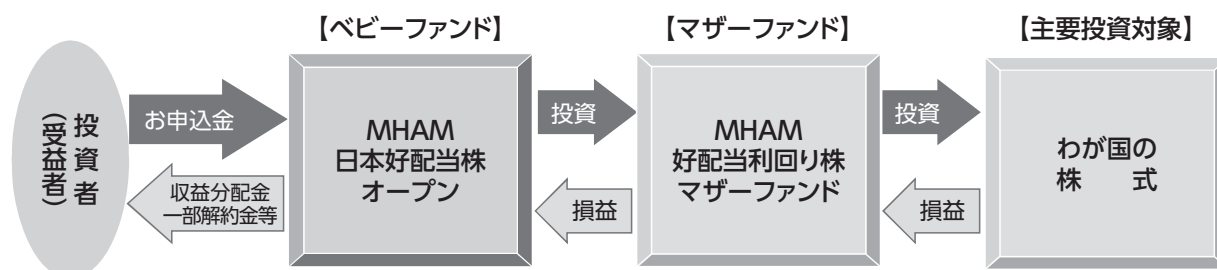 【ベビーファンド】
【マザーファンド】
【主要投資対象】
投資者
(受益者)
お申込金
収益分配金
一部解約金等
MHAM
日本好配当株
オープン
投資
損益
MHAM
好配当利回り株
マザーファンド
投資
損益
わが国の
株　式